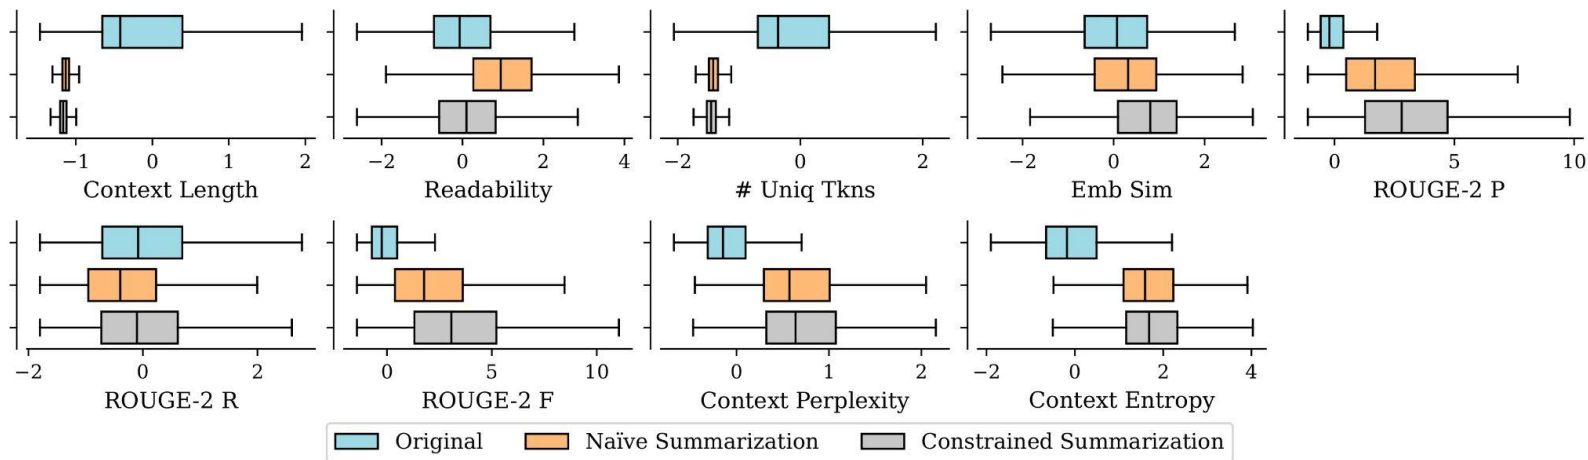 −1 0 1 2
Context Length
−2 0 2 4
Readability
−2 0 2
# Uniq Tkns
−2 0 2
Emb Sim
0 5 10
ROUGE-2 P
−2 0 2
ROUGE-2 R
0 5 10
ROUGE-2 F
0 1 2
Context Perplexity
−2 0 2 4
Context Entropy
Original
Naïve Summarization
Constrained Summarization